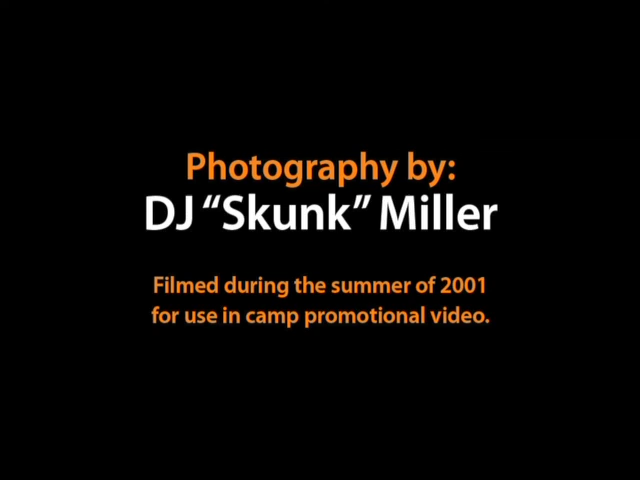 Photography by:
DJ “Skunk” Miller
Filmed during the summer of 2001
for use in camp promotional video.